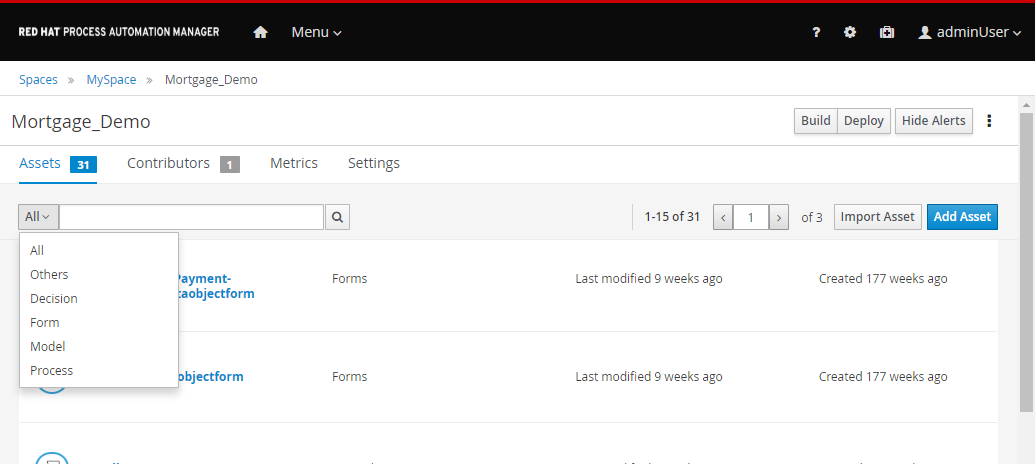 RED HAT PROCESS AUTOMATION MANAGER Menu ? adminUser
Spaces » MySpace » Mortgage_Demo
Mortgage_Demo Build Deploy Hide Alerts
Assets 31 Contributors 1 Metrics Settings
All 1-15 of 31 < 1 > of 3 Import Asset Add Asset
All
Others
Decision
Form
Model
Process
Payment-
taobjectform
Forms Last modified 9 weeks ago Created 177 weeks ago
objectform Forms Last modified 9 weeks ago Created 177 weeks ago